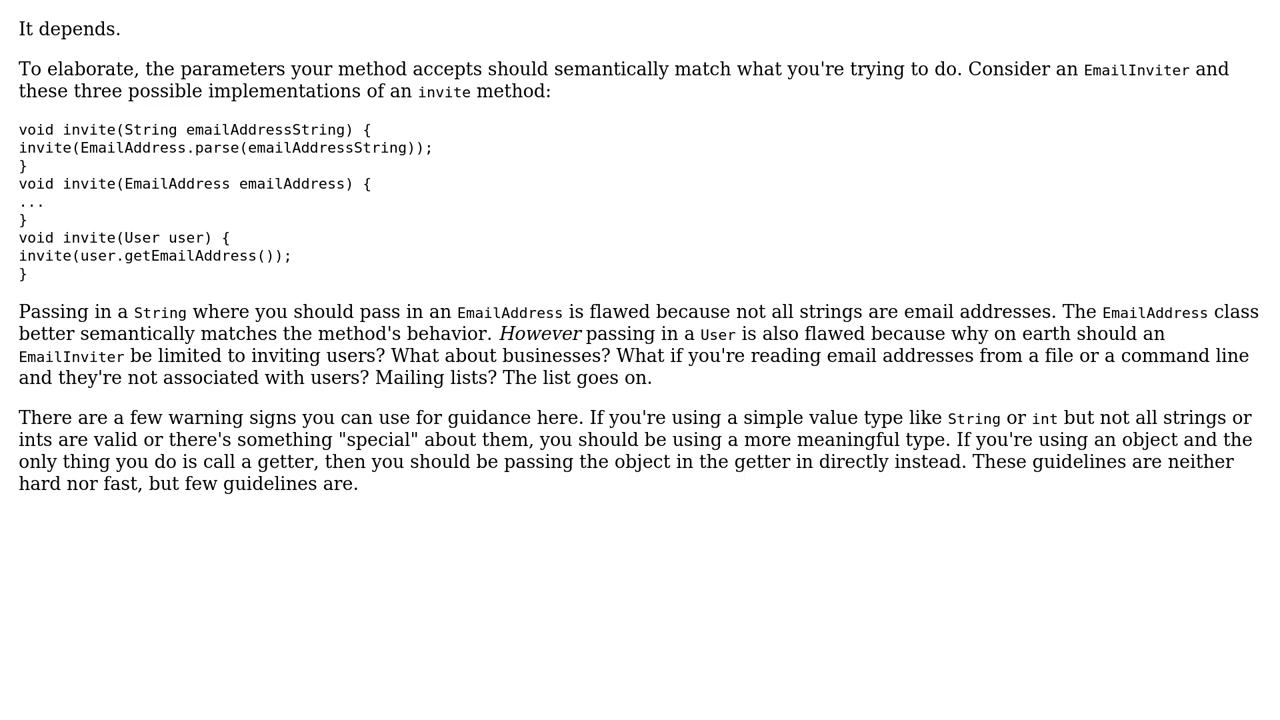 It depends.
To elaborate, the parameters your method accepts should semantically match what you're trying to do. Consider an EmailInviter and
these three possible implementations of an invite method:
void invite(String emailAddressString) {
invite(EmailAddress.parse(emailAddressString));
}
void invite(EmailAddress emailAddress) {
...
}
void invite(User user) {
invite(user.getEmailAddress());
}
Passing in a String where you should pass in an EmailAddress is flawed because not all strings are email addresses. The EmailAddress class
better semantically matches the method's behavior. However passing in a User is also flawed because why on earth should an
EmailInviter be limited to inviting users? What about businesses? What if you're reading email addresses from a file or a command line
and they're not associated with users? Mailing lists? The list goes on.
There are a few warning signs you can use for guidance here. If you're using a simple value type like String or int but not all strings or
ints are valid or there's something "special" about them, you should be using a more meaningful type. If you're using an object and the
only thing you do is call a getter, then you should be passing the object in the getter in directly instead. These guidelines are neither
hard nor fast, but few guidelines are.